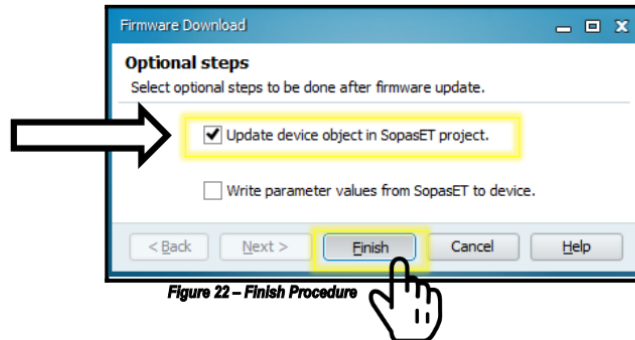 Firmware Download
Optional steps
Select optional steps to be done after firmware update.
Update device object in SopasET project.
Write parameter values from SopasET to device.
< Back Next > Finish Cancel Help
Figure 22 – Finish Procedure